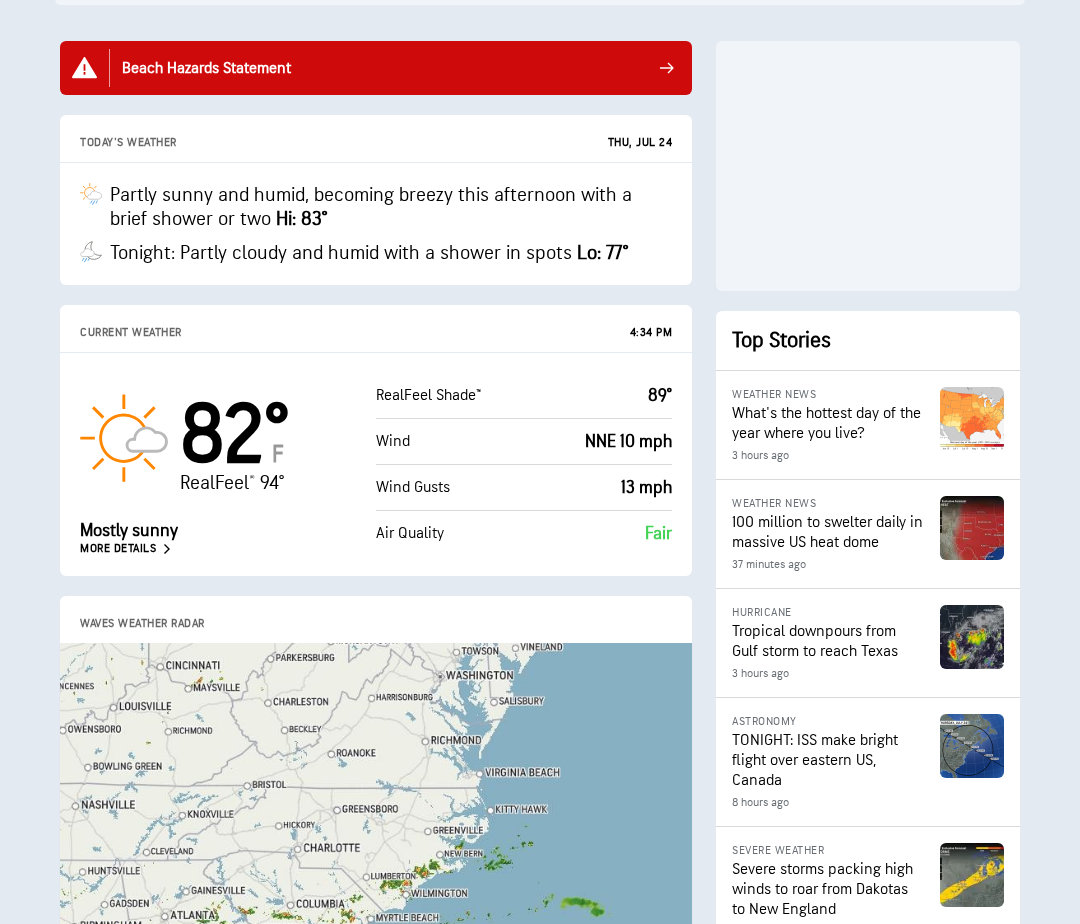 Beach Hazards Statement
TODAY'S WEATHER
THU, JUL 24
Partly sunny and humid, becoming breezy this afternoon with a
brief shower or two Hi: 83°
Tonight: Partly cloudy and humid with a shower in spots Lo: 77°
CURRENT WEATHER
4:34 PM
82°
F
RealFeel® 94°
Mostly sunny
MORE DETAILS
RealFeel Shade™
89°
Wind
NNE 10 mph
Wind Gusts
13 mph
Air Quality
Fair
WAVES WEATHER RADAR
PARKERSBURG
TOWSON
VINELAND
CINCINNATI
WASHINGTON
NCENNES
MAYSVILLE
HARRISONBURG
CHARLESTON
SALISBURY
LOUISVILLE
OWENSBORO
RICHMOND
BECKLEY
RICHMOND
ROANOKE
BOWLING GREEN
VIRGINIA BEACH
BRISTOL
NASHVILLE
GREENSBORO
KITTY HAWK
KNOXVILLE
HICKORY
GREENVILLE
CLEVELAND
CHARLOTTE
NEW BERN
HUNTSVILLE
LUMBERTON
GAINESVILLE
WILMINGTON
GADSDEN
COLUMBIA
ATLANTA
MYRTLE BEACH
BIRMINGHAM
Top Stories
WEATHER NEWS
What's the hottest day of the
year where you live?
3 hours ago
WEATHER NEWS
100 million to swelter daily in
massive US heat dome
37 minutes ago
HURRICANE
Tropical downpours from
Gulf storm to reach Texas
3 hours ago
ASTRONOMY
TONIGHT: ISS make bright
flight over eastern US,
Canada
8 hours ago
SEVERE WEATHER
Severe storms packing high
winds to roar from Dakotas
to New England